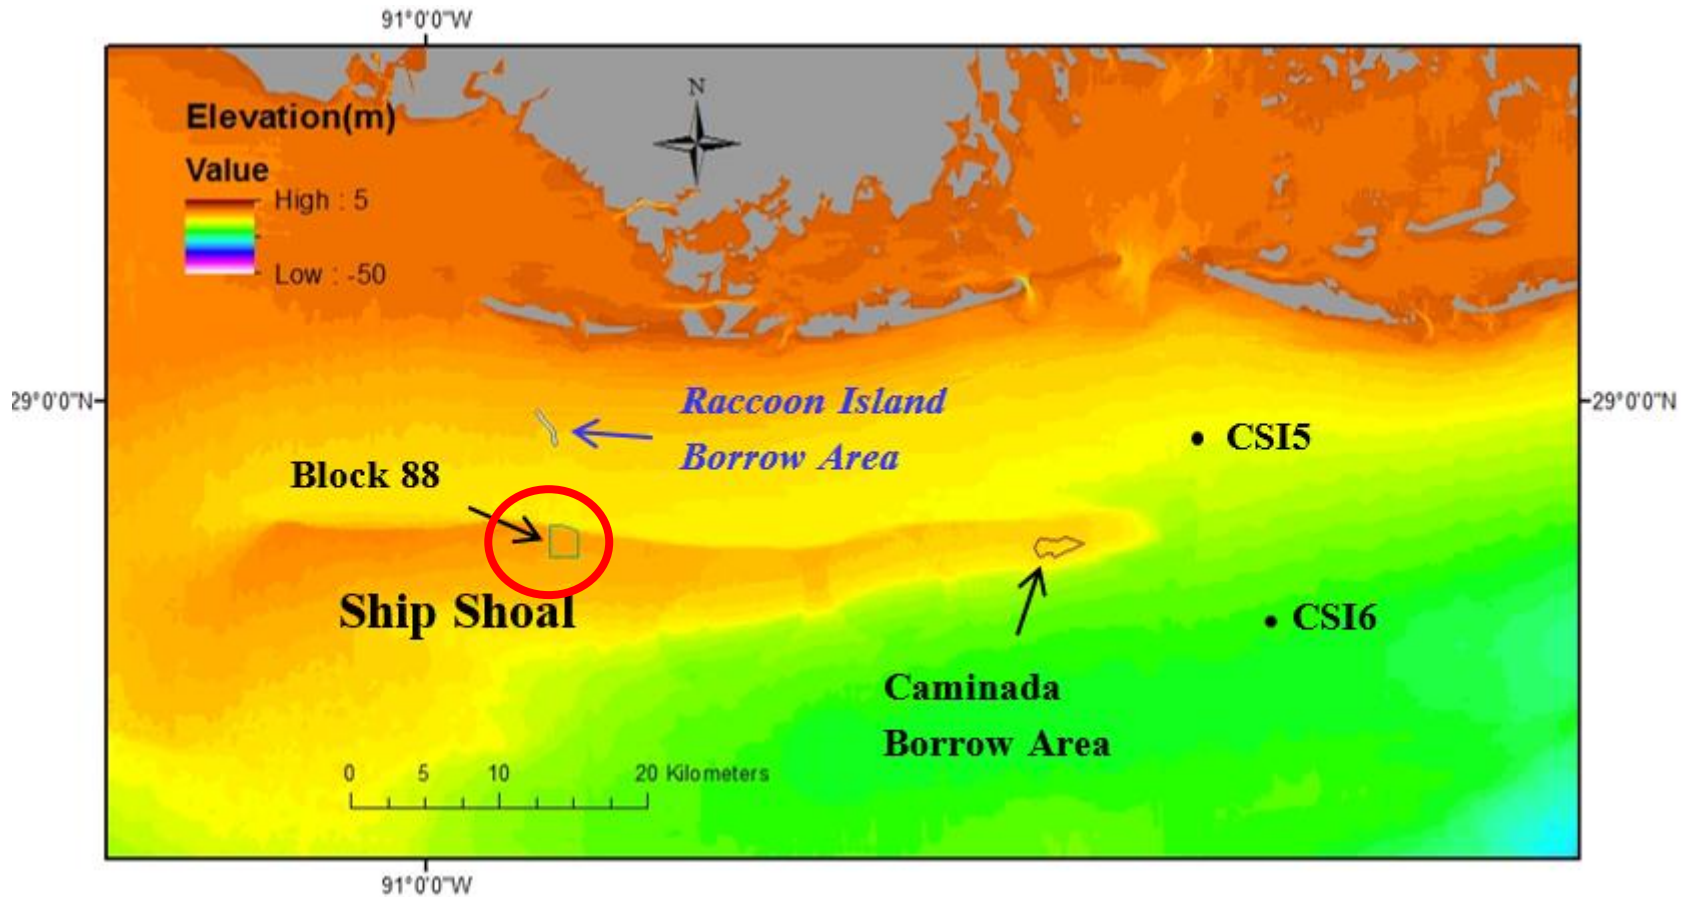 91°0'0"W
Elevation(m)
Value
High : 5
Low : -50
N
29°0'0"N
29°0'0"N
Raccoon Island
Borrow Area
CSI5
Block 88
Ship Shoal
CSI6
Caminada
Borrow Area
0 5 10 20 Kilometers
91°0'0"W